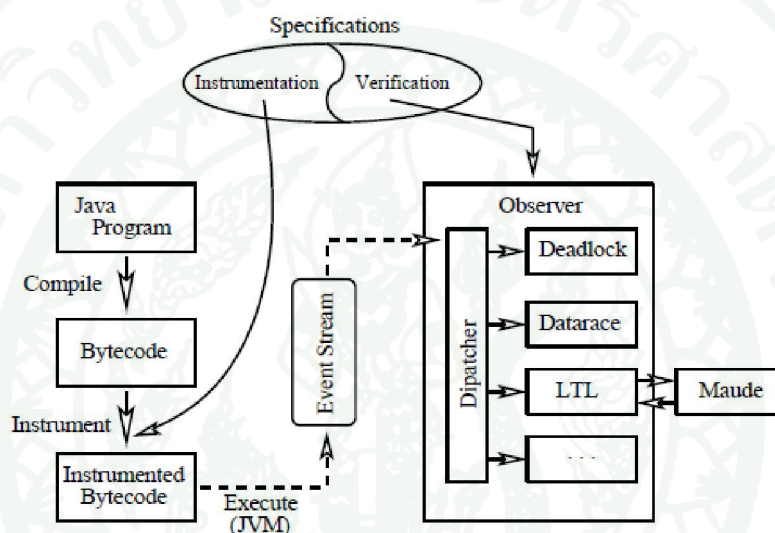 Specifications
Instrumentation
Verification
Java
Program
Compile
Bytecode
Instrument
Instrumented
Bytecode
Execute
(JVM)
Event Stream
Observer
Dipatcher
Deadlock
Datarace
LTL
. . .
Maude